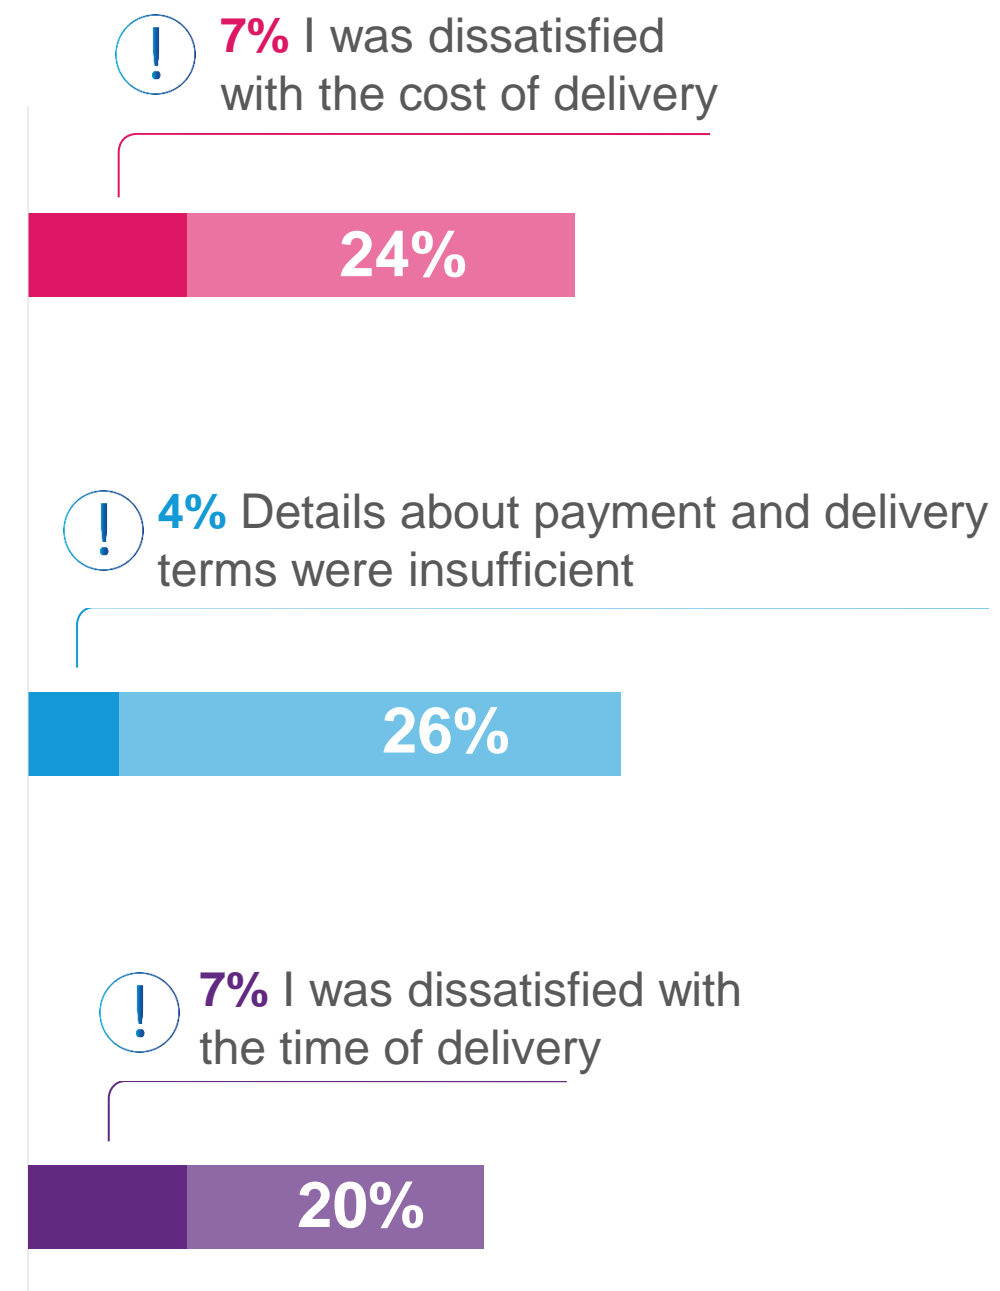 7% I was dissatisfied
with the cost of delivery
24%
4% Details about payment and delivery
terms were insufficient
26%
7% I was dissatisfied with
the time of delivery
20%